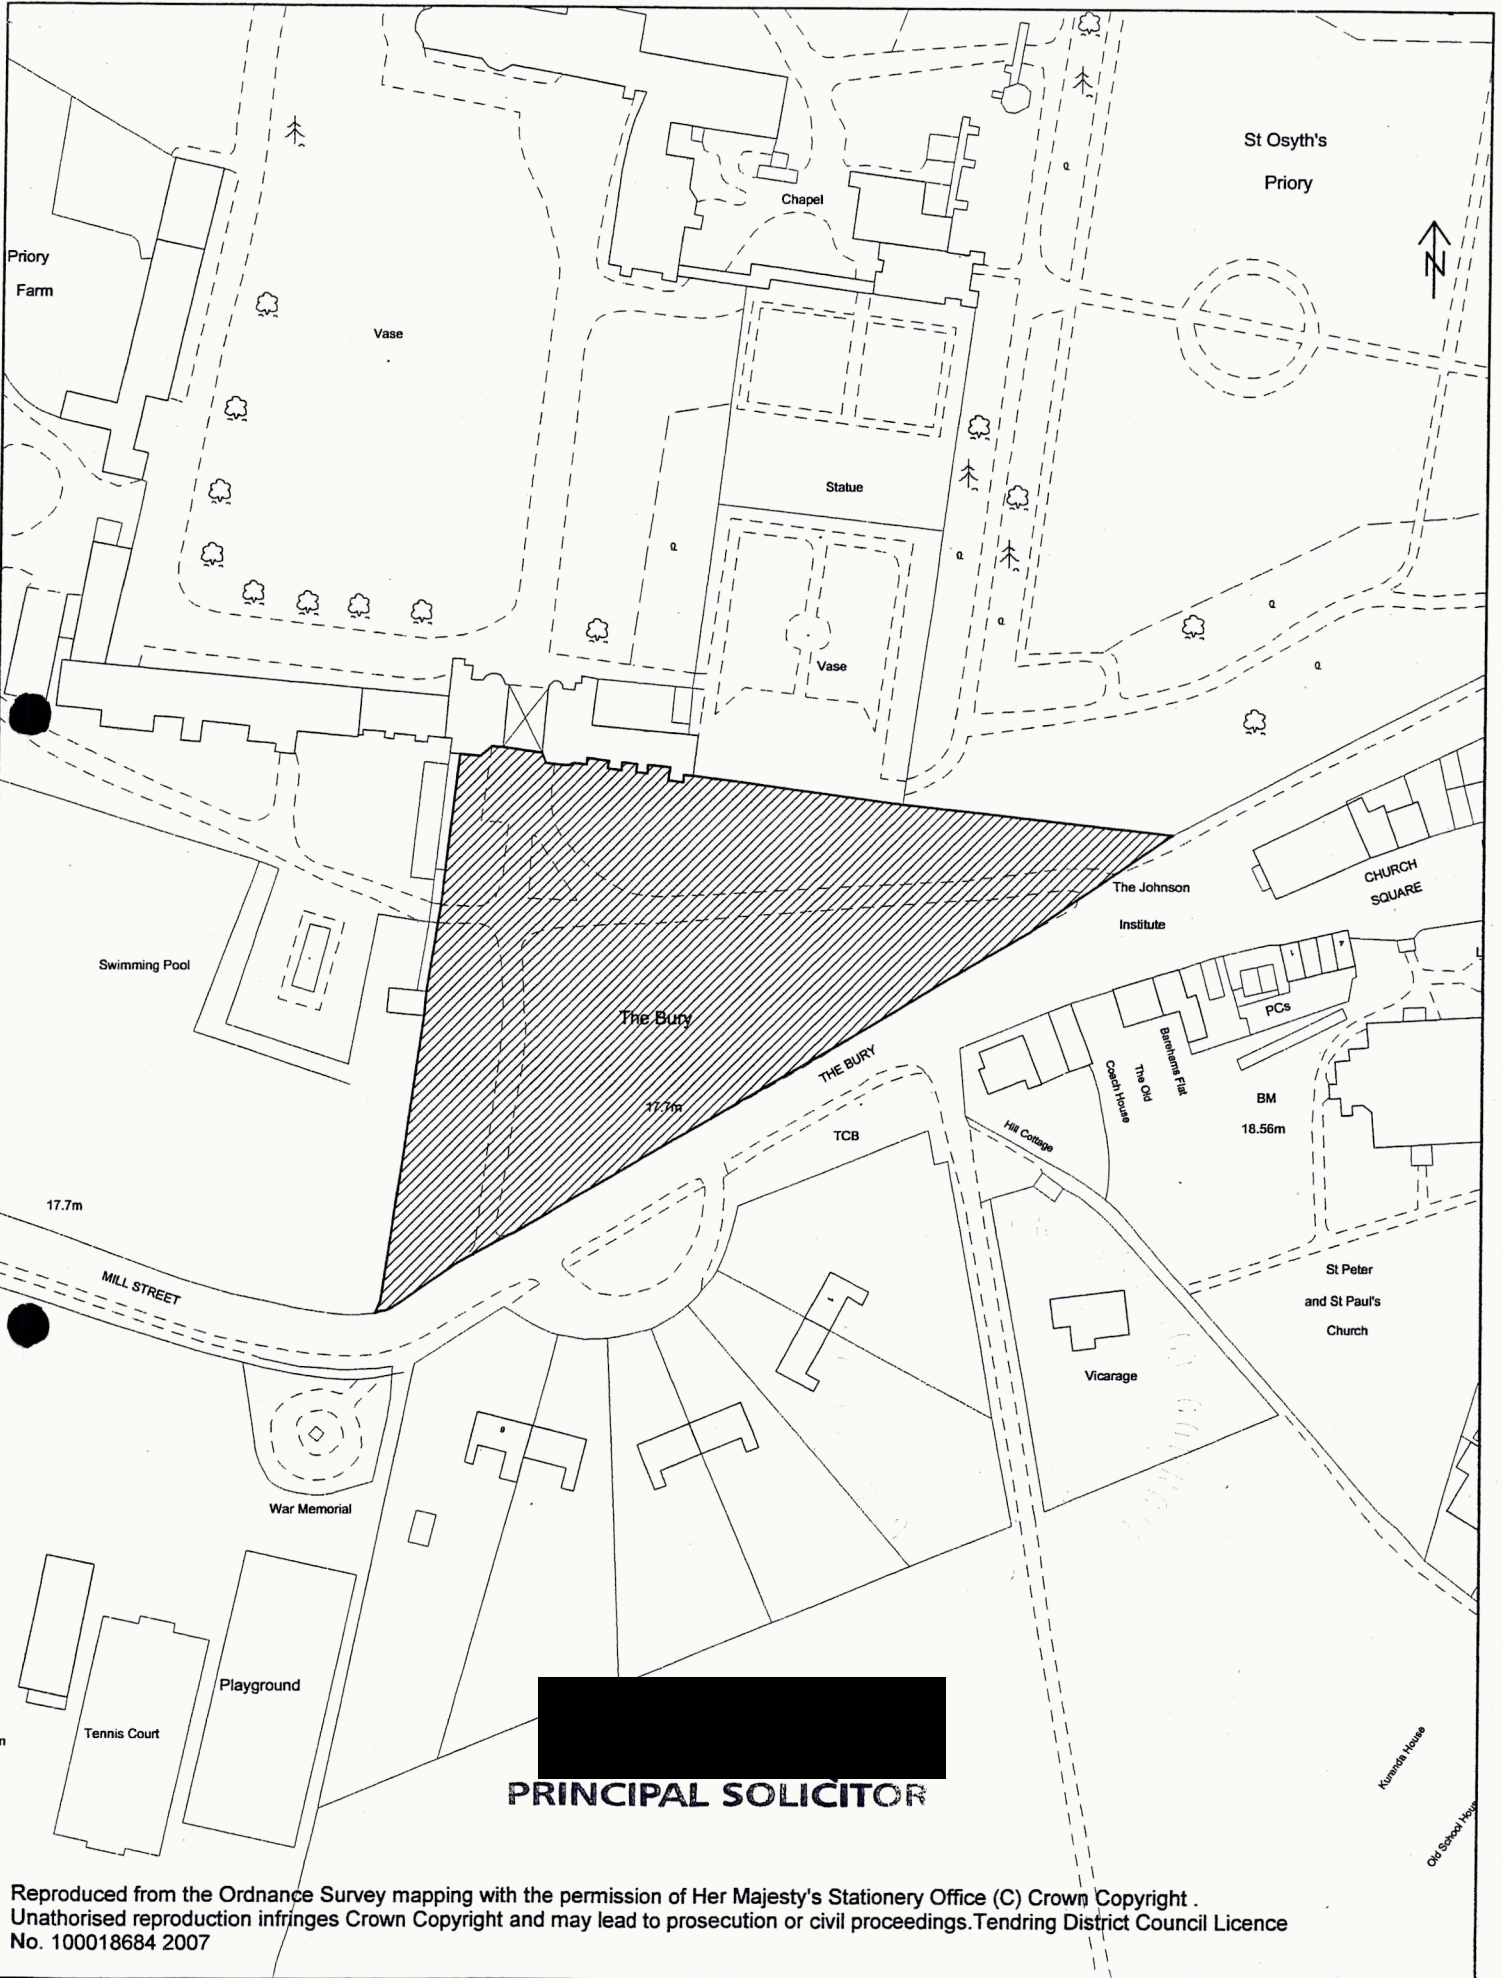 St Osyth's
Priory
N
Chapel
Priory
Farm
Vase
Statue
Vase
CHURCH
SQUARE
The Johnson
Institute
Swimming Pool
The Bury
PCs
THE BURY
17.7m
Barehams Flat
The Old
Coach House
BM
18.56m
TCB
Hill Cottage
17.7m
MILL STREET
St Peter
and St Paul's
Church
Vicarage
War Memorial
Playground
Tennis Court
Kuranda House
Old School Hous
PRINCIPAL SOLICITOR
Reproduced from the Ordnance Survey mapping with the permission of Her Majesty's Stationery Office (C) Crown Copyright .
Unathorised reproduction infringes Crown Copyright and may lead to prosecution or civil proceedings.Tendring District Council Licence
No. 100018684 2007